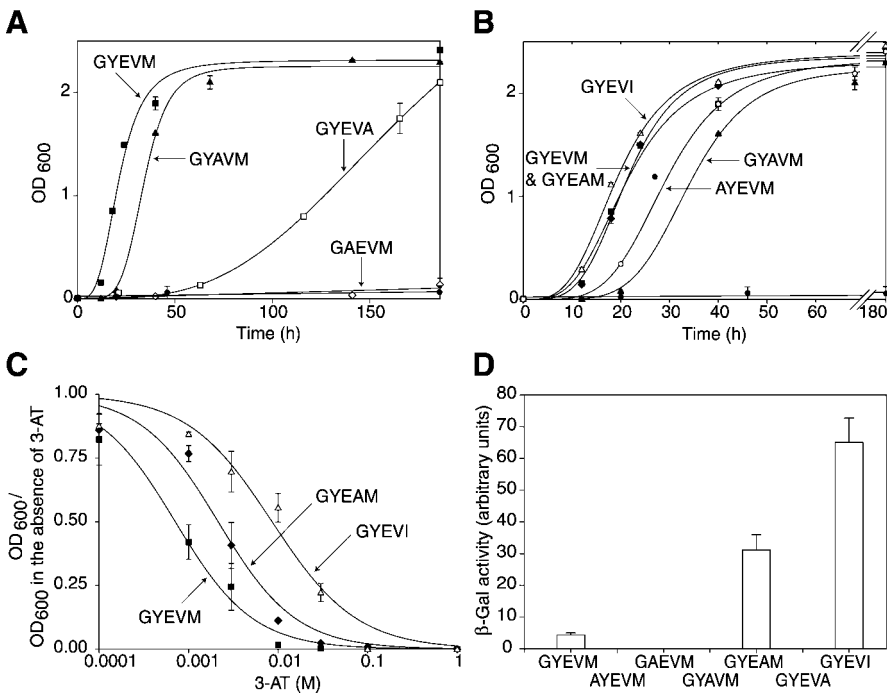 A
B
GYEVM
GYEVA
GYAVM
GAEVM
OD 600
2
1
0
0
50
100
150
Time (h)
GYEVI
GYEVM
& GYEAM
GYAVM
AYEVM
OD 600
2
1
0
0 10 20 30 40 50 60 180
Time (h)
C
D
OD600/
OD600 in the absence of 3-AT
1.00
0.75
0.50
0.25
0.00
GYEAM
GYEVI
GYEVM
0.0001 0.001 0.01 0.1 1
3-AT (M)
β-Gal activity (arbitrary units)
80
70
60
50
40
30
20
10
0
GYEVM GAEVM GYEAM GYEVI
AYEVM GYAVM GYEVA